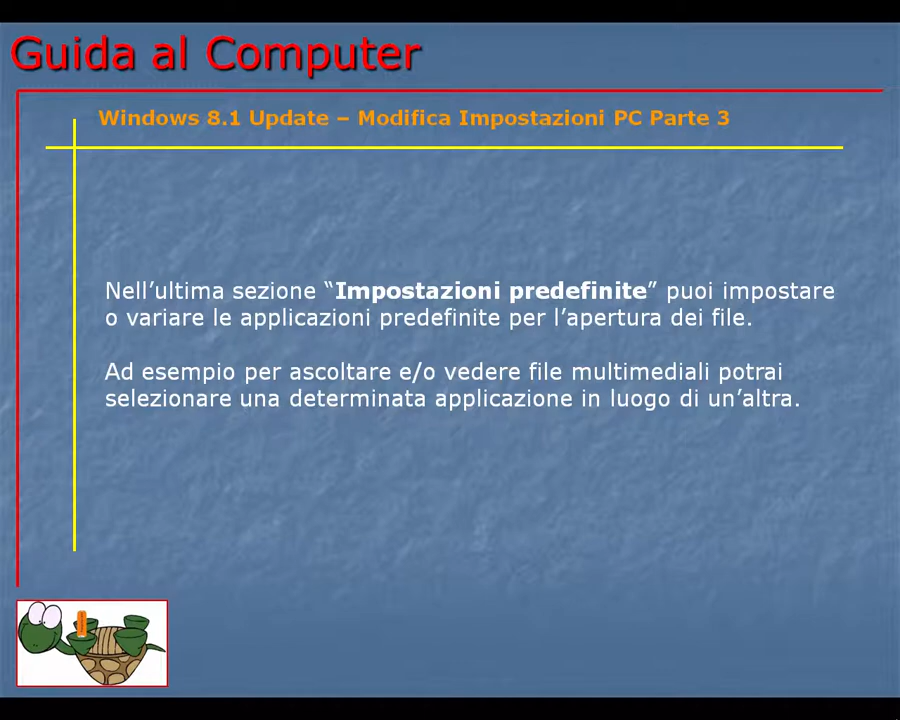 Guida al Computer
Windows 8.1 Update – Modifica Impostazioni PC Parte 3
Nell’ultima sezione “Impostazioni predefinite” puoi impostare
o variare le applicazioni predefinite per l’apertura dei file.
Ad esempio per ascoltare e/o vedere file multimediali potrai
selezionare una determinata applicazione in luogo di un’altra.